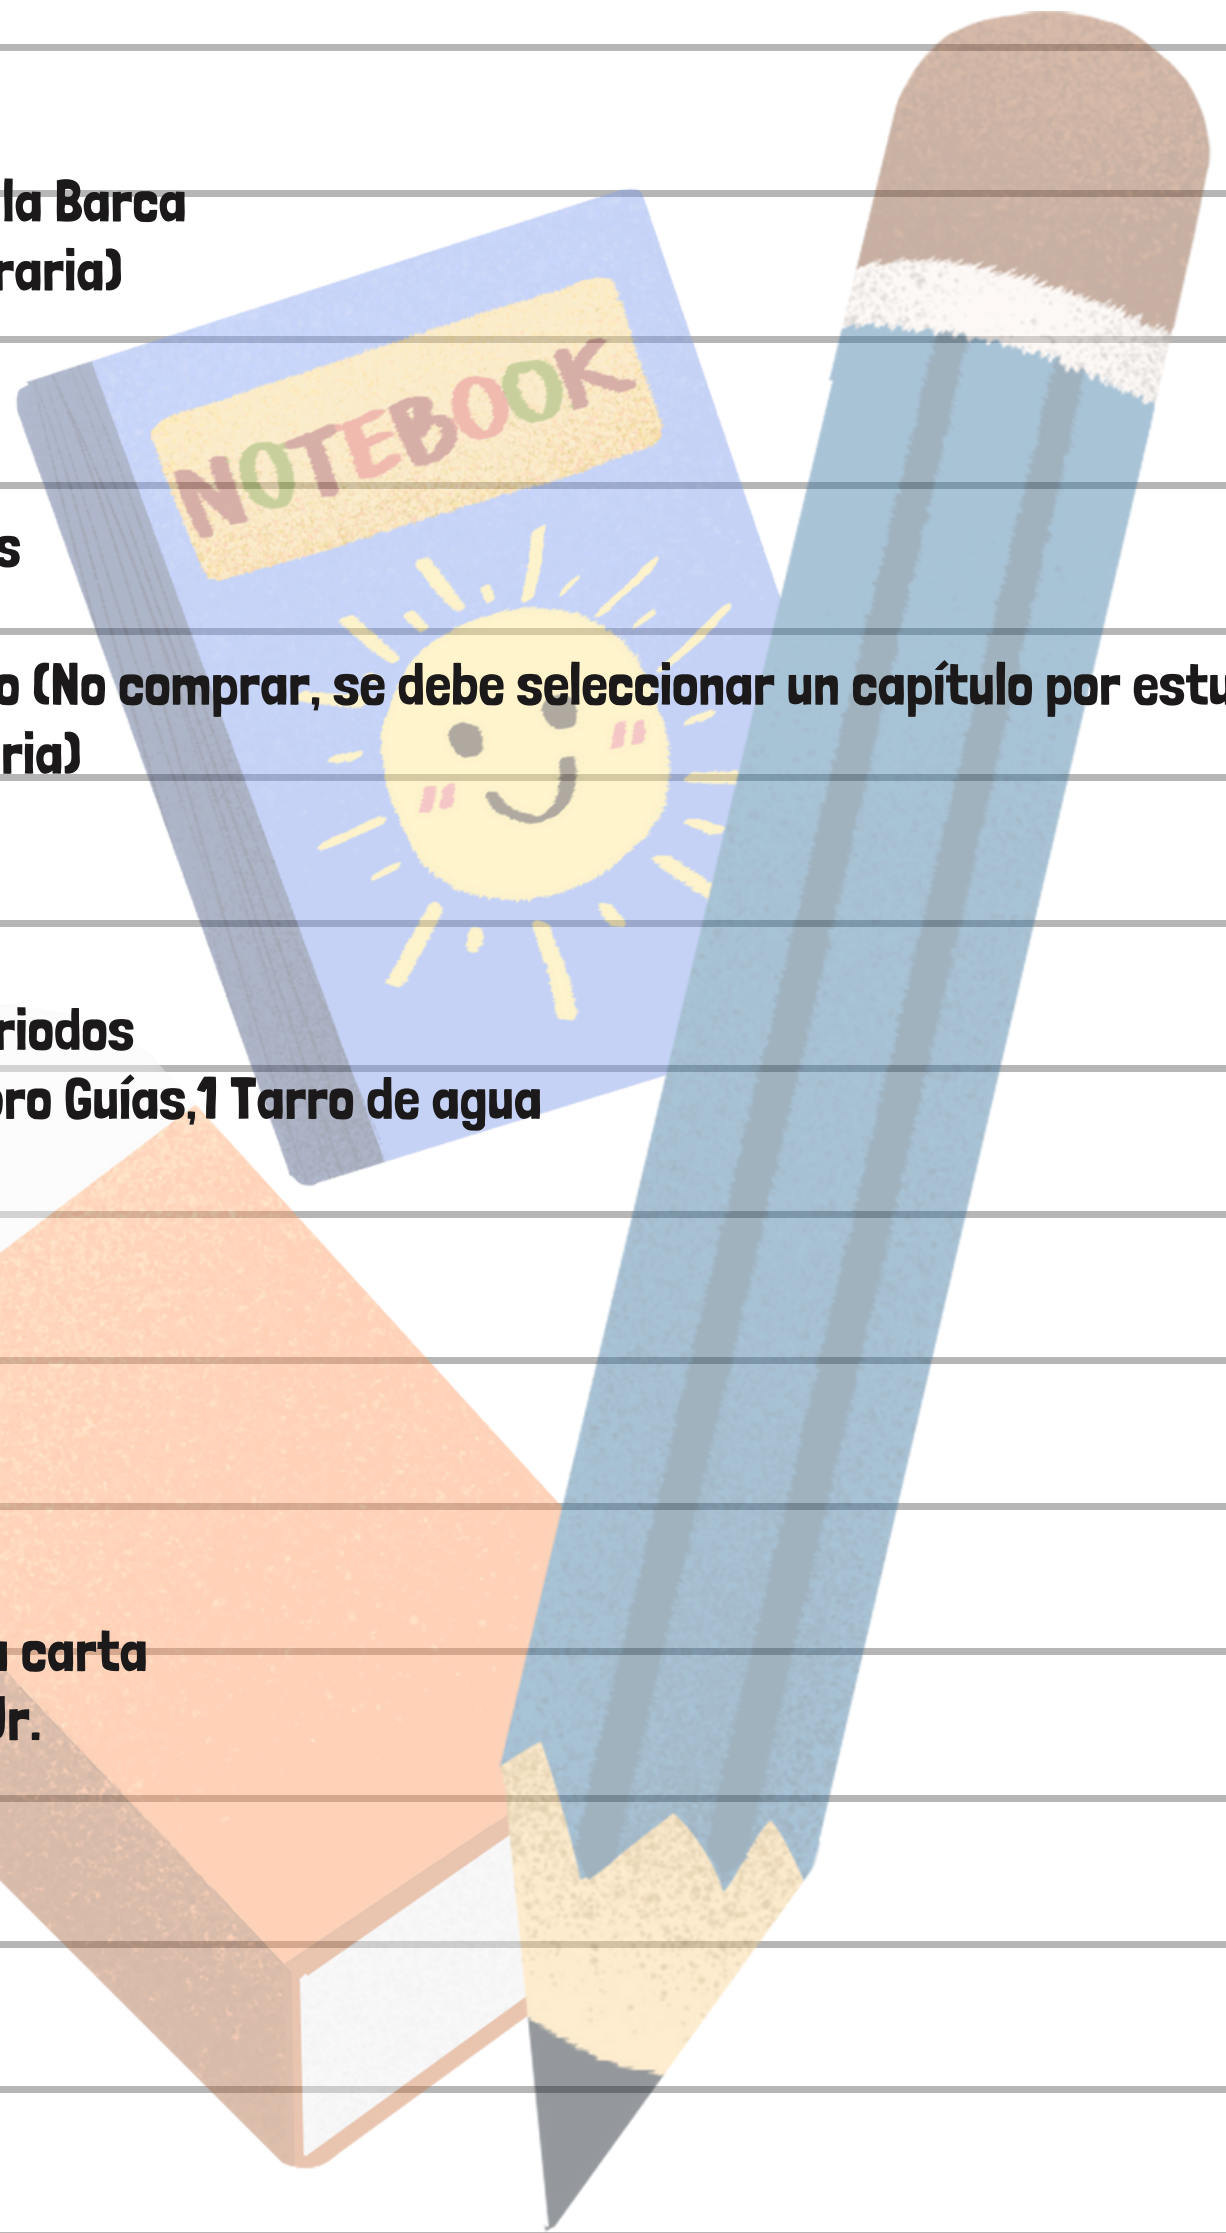 la Barca
raria)
NOTEBOOK
s
o (No comprar, se debe seleccionar un capítulo por estu
ria)
riodos
ro Guías,1 Tarro de agua
carta
Jr.